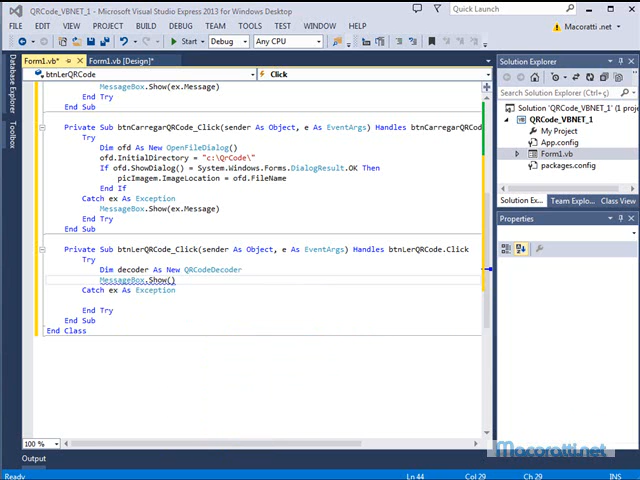 QRCode_VBNET_1 - Microsoft Visual Studio Express 2013 for Windows Desktop
Quick Launch (Ctrl+Q)
FILE EDIT VIEW PROJECT BUILD DEBUG TEAM TOOLS TEST WINDOW HELP
Macoratti .net
Start Debug Any CPU
Database Explorer
Toolbox
Form1.vb* Form1.vb [Design]*
btnLerQRCode Click
MessageBox.Show(ex.Message)
End Try
End Sub
Private Sub btnCarregarQRCode_Click(sender As Object, e As EventArgs) Handles btnCarregarQRCod
Try
Dim ofd As New OpenFileDialog()
ofd.InitialDirectory = "c:\QrCode\"
If ofd.ShowDialog() = System.Windows.Forms.DialogResult.OK Then
picImagem.ImageLocation = ofd.FileName
End If
Catch ex As Exception
MessageBox.Show(ex.Message)
End Try
End Sub
Private Sub btnLerQRCode_Click(sender As Object, e As EventArgs) Handles btnLerQRCode.Click
Try
Dim decoder As New QRCodeDecoder
MessageBox.Show()
Catch ex As Exception
End Try
End Sub
End Class
100 %
Solution Explorer
Search Solution Explorer (Ctrl+ç)
Solution 'QRCode_VBNET_1' (1 proje
QRCode_VBNET_1
My Project
App.config
Form1.vb
packages.config
Solution Ex... Team Explo... Class View
Properties
Macoratti.net
Output
Ready Ln 44 Col 29 Ch 29